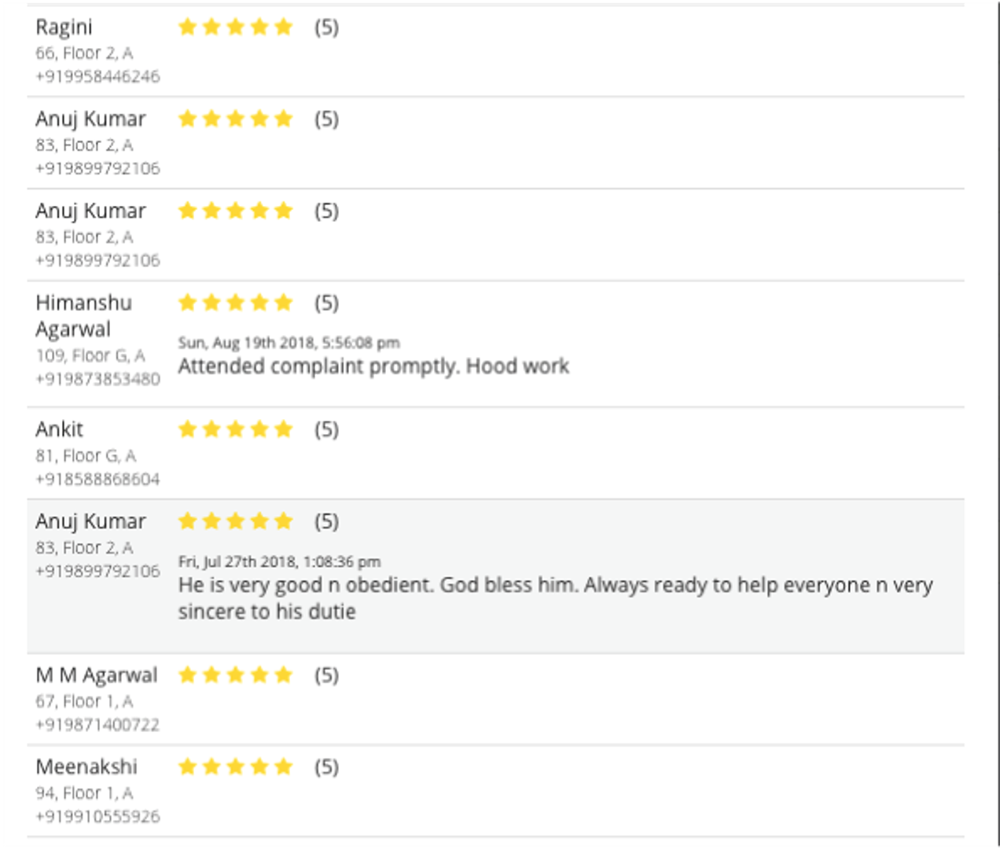 Ragini (5)
66, Floor 2, A
+919958446246
Anuj Kumar (5)
83, Floor 2, A
+919899792106
Anuj Kumar (5)
83, Floor 2, A
+919899792106
Himanshu (5)
Agarwal
109, Floor G, A
+919873853480
Sun, Aug 19th 2018, 5:56:08 pm
Attended complaint promptly. Hood work
Ankit (5)
81, Floor G, A
+918588868604
Anuj Kumar (5)
83, Floor 2, A
+919899792106
Fri, Jul 27th 2018, 1:08:36 pm
He is very good n obedient. God bless him. Always ready to help everyone n very
sincere to his dutie
M M Agarwal (5)
67, Floor 1, A
+919871400722
Meenakshi (5)
94, Floor 1, A
+919910555926